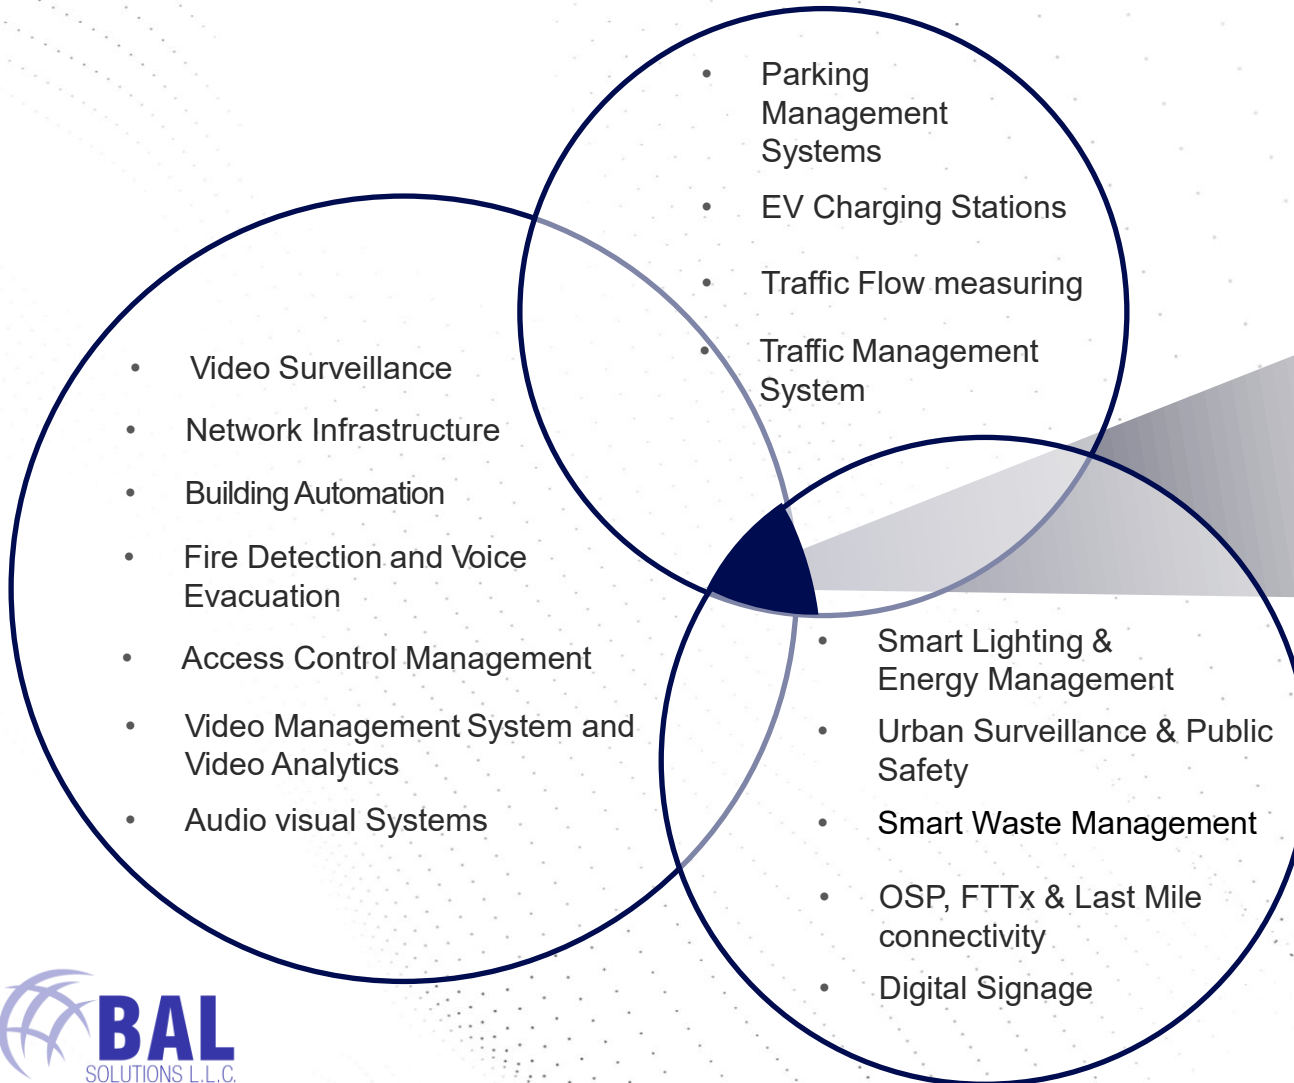 • Parking
Management
Systems
• EV Charging Stations
• Traffic Flow measuring
• Traffic Management
System
• Video Surveillance
• Network Infrastructure
• Building Automation
• Fire Detection and Voice
Evacuation
• Access Control Management
• Video Management System and
Video Analytics
• Audio visual Systems
• Smart Lighting &
Energy Management
• Urban Surveillance & Public
Safety
• Smart Waste Management
• OSP, FTTx & Last Mile
connectivity
• Digital Signage
BAL
SOLUTIONS L.L.C.